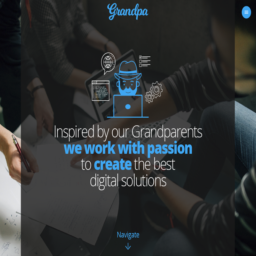 Grandpa
Inspired by our Grandparents
we work with passion
to create the best
digital solutions
Navigate